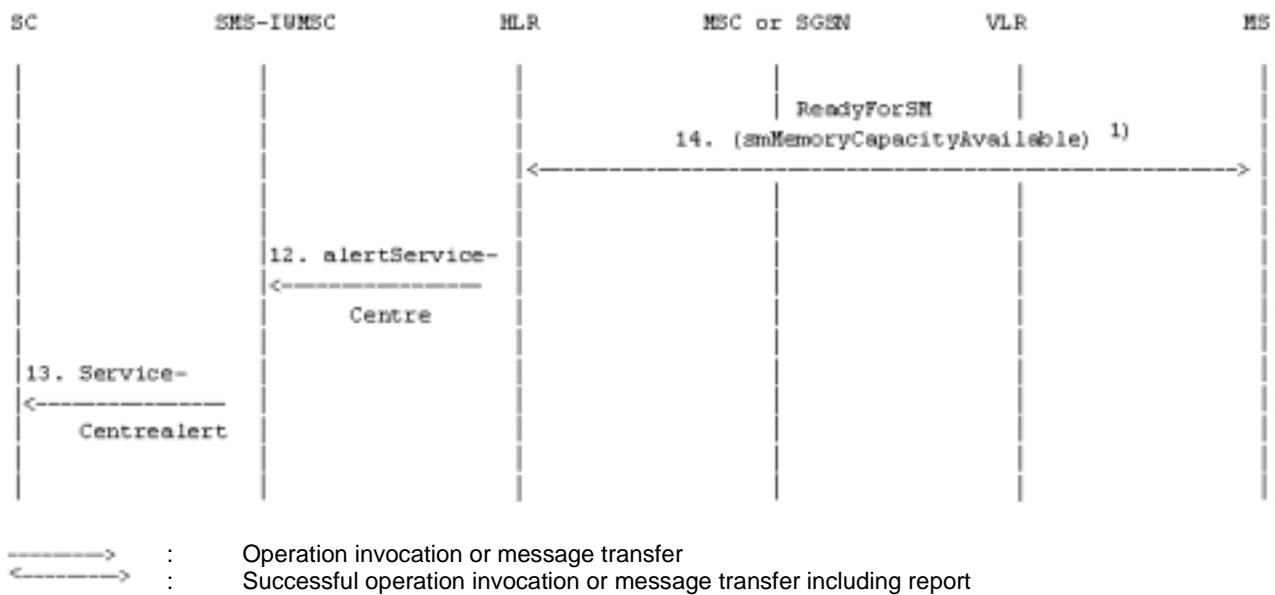 SC SMS-IWMSC HLR MSC or SGSN VLR MS
ReadyForSM
14. (smMemoryCapacityAvailable) 1)
12. alertService-
Centre
13. Service-
Centrealert
: Operation invocation or message transfer
: Successful operation invocation or message transfer including report